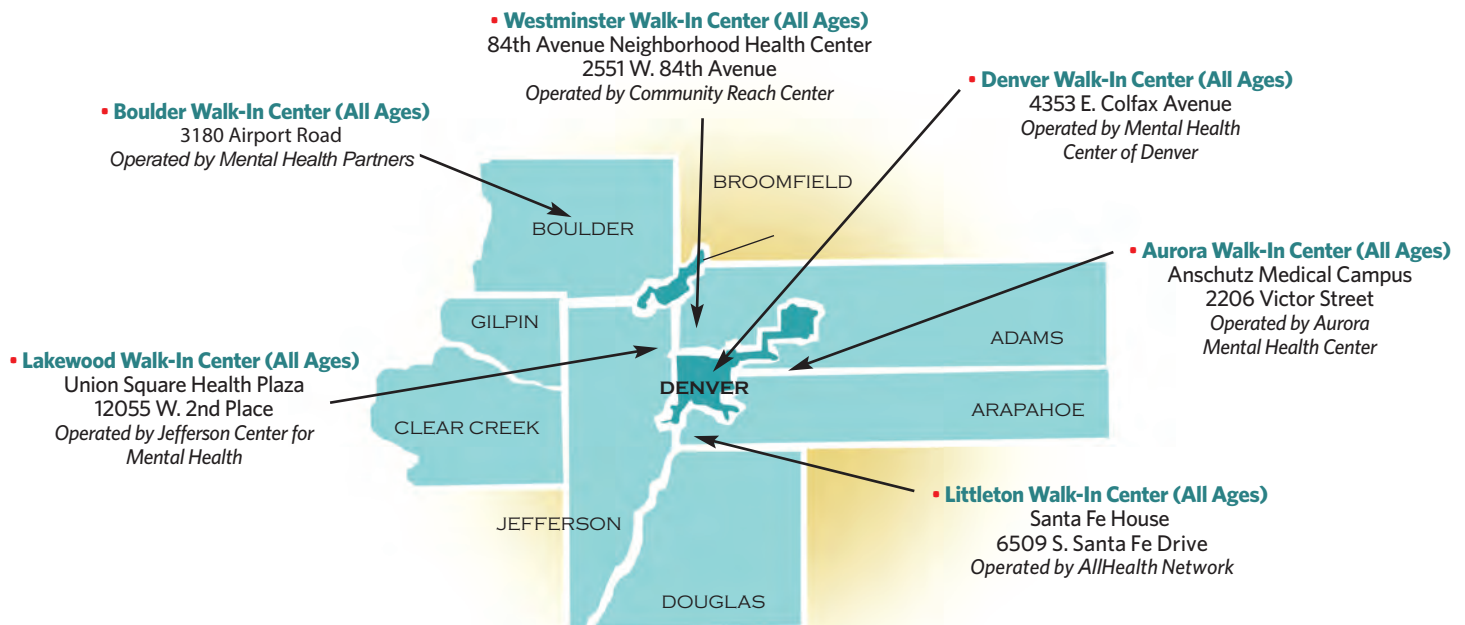 • Westminster Walk-In Center (All Ages)
84th Avenue Neighborhood Health Center
2551 W. 84th Avenue
Operated by Community Reach Center
• Denver Walk-In Center (All Ages)
4353 E. Colfax Avenue
Operated by Mental Health
Center of Denver
• Boulder Walk-In Center (All Ages)
3180 Airport Road
Operated by Mental Health Partners
BROOMFIELD
BOULDER
• Aurora Walk-In Center (All Ages)
Anschutz Medical Campus
2206 Victor Street
Operated by Aurora
Mental Health Center
GILPIN
ADAMS
• Lakewood Walk-In Center (All Ages)
Union Square Health Plaza
12055 W. 2nd Place
Operated by Jefferson Center for
Mental Health
DENVER
ARAPAHOE
CLEAR CREEK
• Littleton Walk-In Center (All Ages)
Santa Fe House
6509 S. Santa Fe Drive
Operated by AllHealth Network
JEFFERSON
DOUGLAS